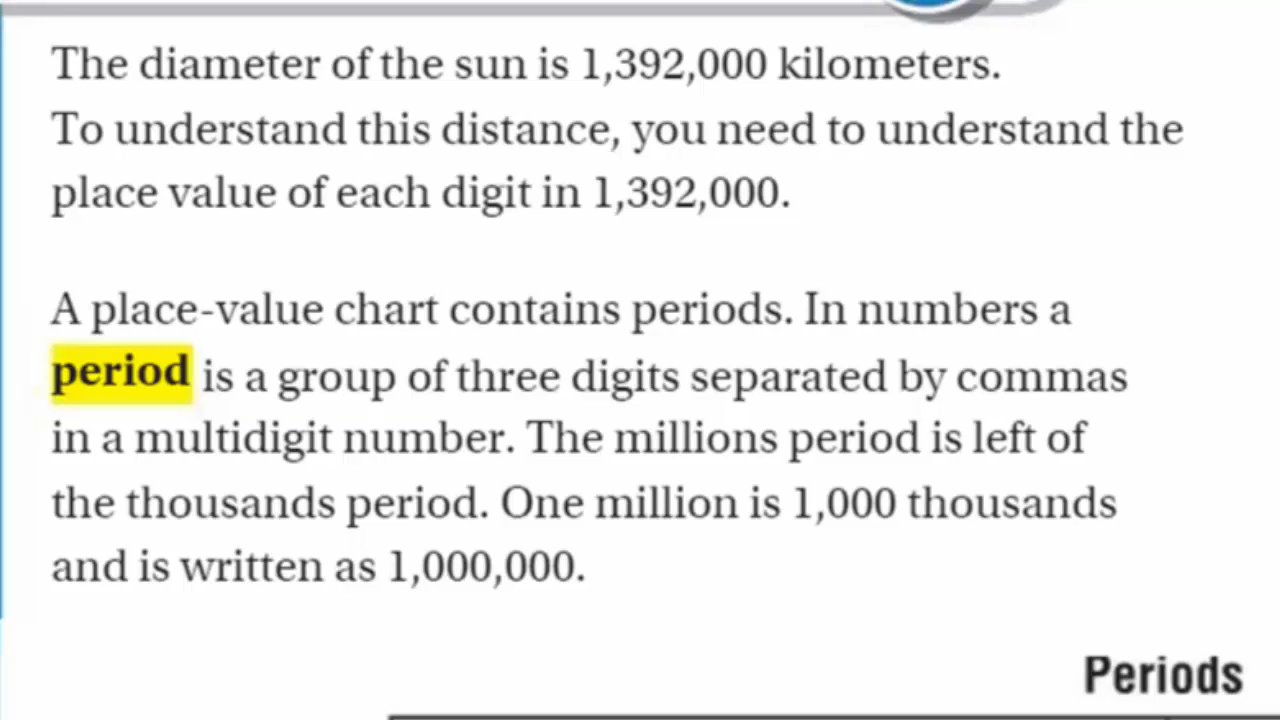 The diameter of the sun is 1,392,000 kilometers.
To understand this distance, you need to understand the
place value of each digit in 1,392,000.
A place-value chart contains periods. In numbers a
period is a group of three digits separated by commas
in a multidigit number. The millions period is left of
the thousands period. One million is 1,000 thousands
and is written as 1,000,000.
Periods